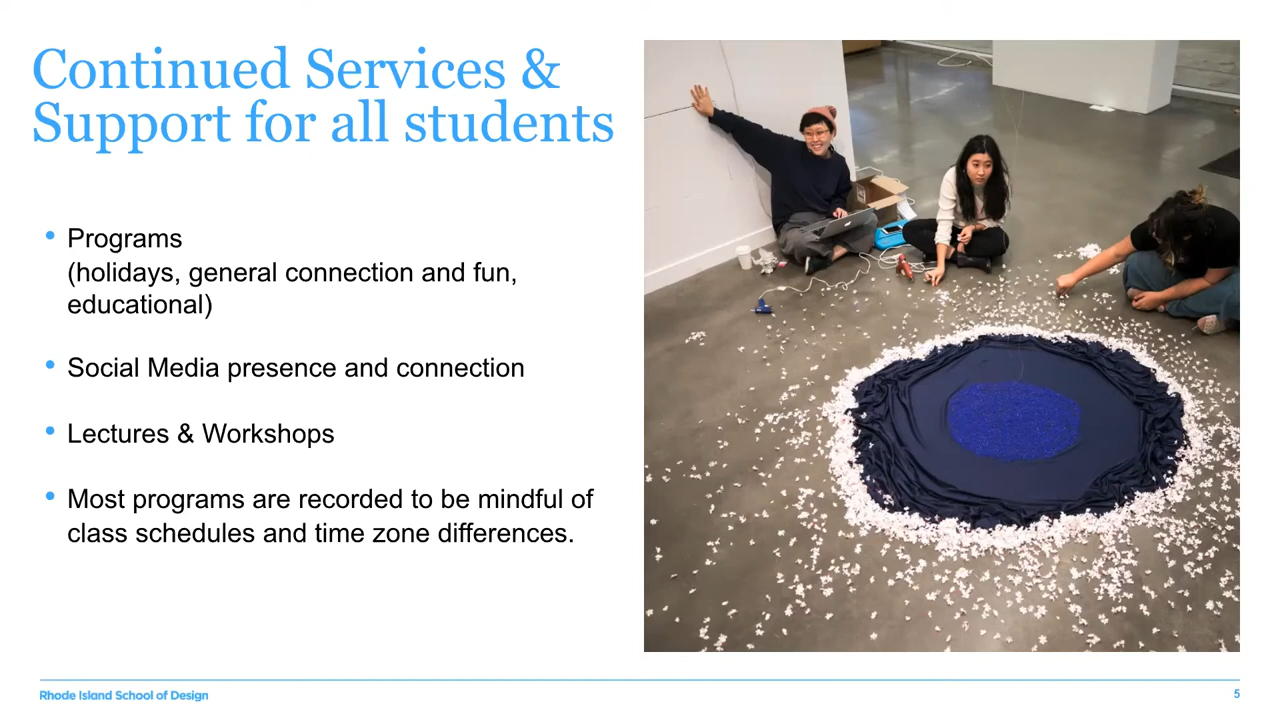 Continued Services &
Support for all students
• Programs
(holidays, general connection and fun,
educational)
• Social Media presence and connection
• Lectures & Workshops
• Most programs are recorded to be mindful of
class schedules and time zone differences.
Rhode Island School of Design
5